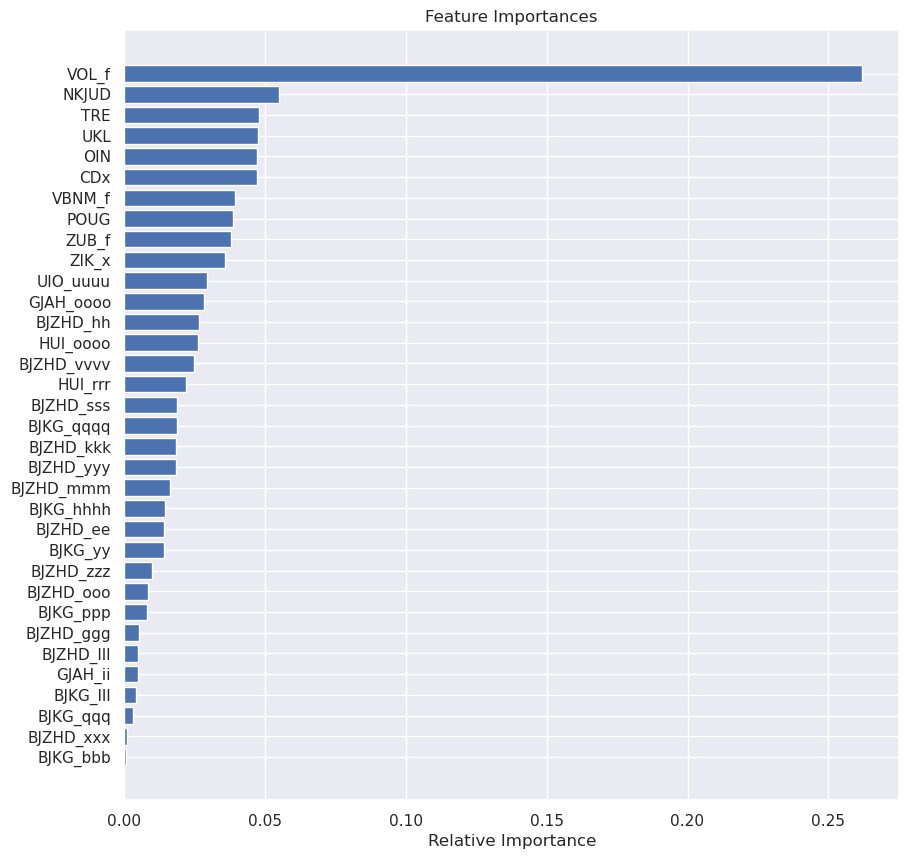 Feature Importances
VOL_f
NKJUD
TRE
UKL
OIN
CDx
VBNM_f
POUG
ZUB_f
ZIK_x
UIO_uuuu
GJAH_oooo
BJZHD_hh
HUI_oooo
BJZHD_vvvv
HUI_rrr
BJZHD_sss
BJKG_qqqq
BJZHD_kkk
BJZHD_yyy
BJZHD_mmm
BJKG_hhhh
BJZHD_ee
BJKG_yy
BJZHD_zzz
BJZHD_ooo
BJKG_ppp
BJZHD_ggg
BJZHD_lll
GJAH_ii
BJKG_lll
BJKG_qqq
BJZHD_xxx
BJKG_bbb
0.00 0.05 0.10 0.15 0.20 0.25
Relative Importance